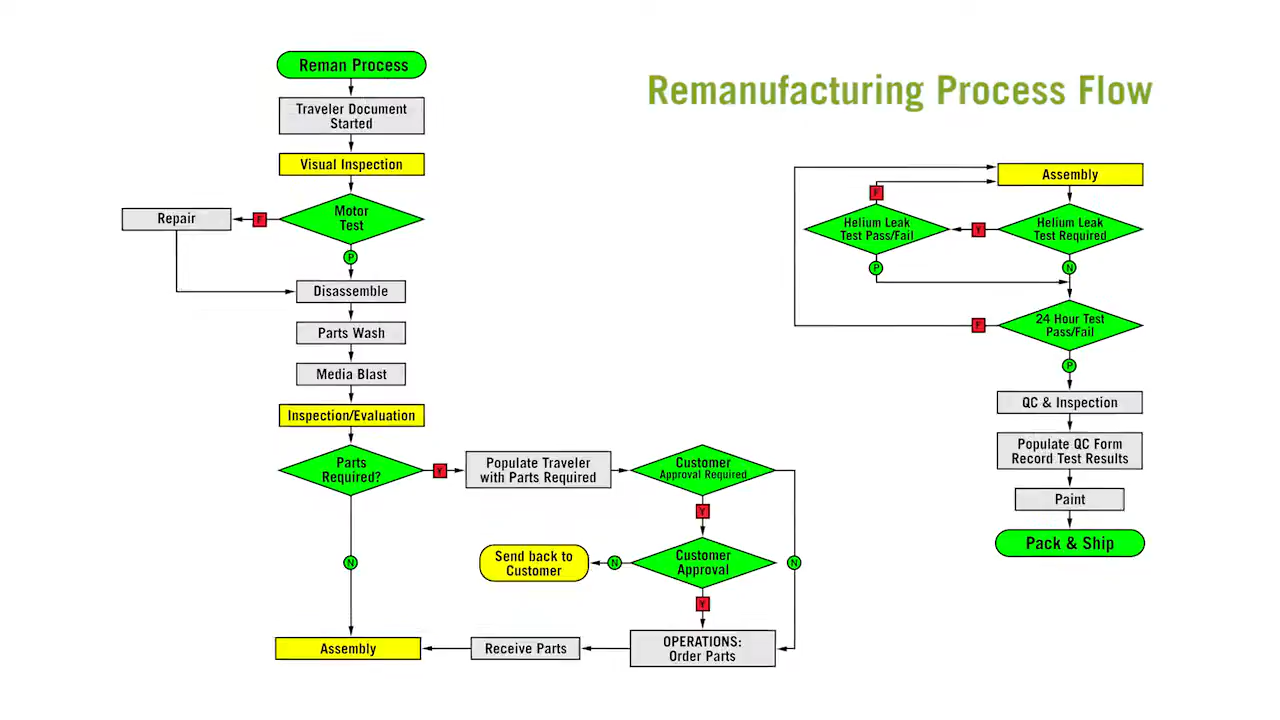 Remanufacturing Process Flow
Reman Process
Traveler Document
Started
Visual Inspection
Motor
Test
F
Repair
P
Disassemble
Parts Wash
Media Blast
Inspection/Evaluation
Parts
Required?
Y
Populate Traveler
with Parts Required
Customer
Approval Required
Y
N
Send back to
Customer
N
Customer
Approval
N
Y
OPERATIONS:
Order Parts
Receive Parts
Assembly
Assembly
F
Helium Leak
Test Pass/Fail
Y
Helium Leak
Test Required
P
N
F
24 Hour Test
Pass/Fail
P
QC & Inspection
Populate QC Form
Record Test Results
Paint
Pack & Ship